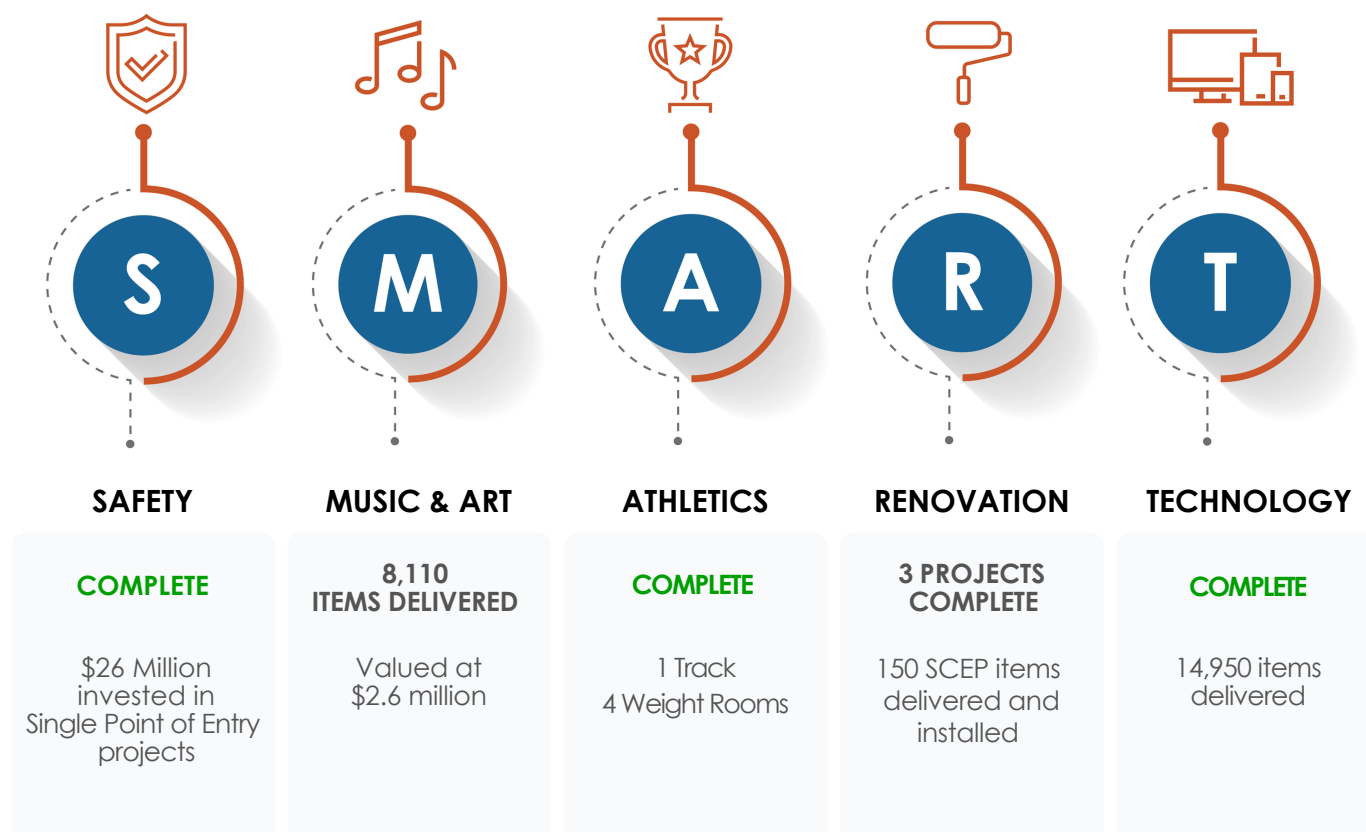 S
M
A
R
T
SAFETY
COMPLETE
$26 Million
invested in
Single Point of Entry
projects
MUSIC & ART
8,110
ITEMS DELIVERED
Valued at
$2.6 million
ATHLETICS
COMPLETE
1 Track
4 Weight Rooms
RENOVATION
3 PROJECTS
COMPLETE
150 SCEP items
delivered and
installed
TECHNOLOGY
COMPLETE
14,950 items
delivered